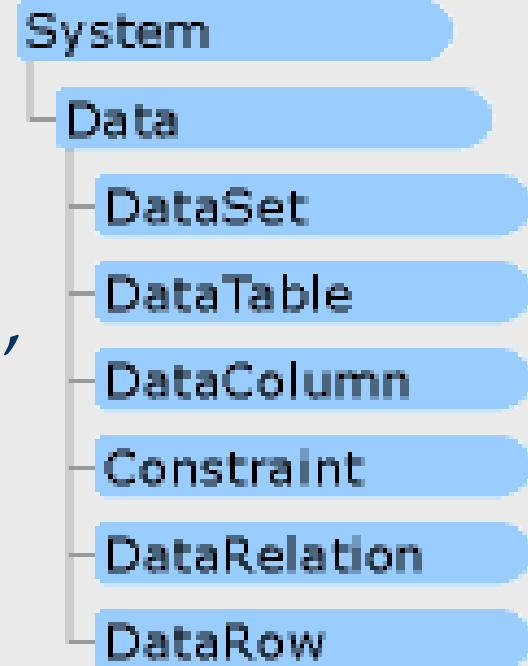 System
Data
DataSet
DataTable
,
DataColumn
Constraint
DataRelation
DataRow